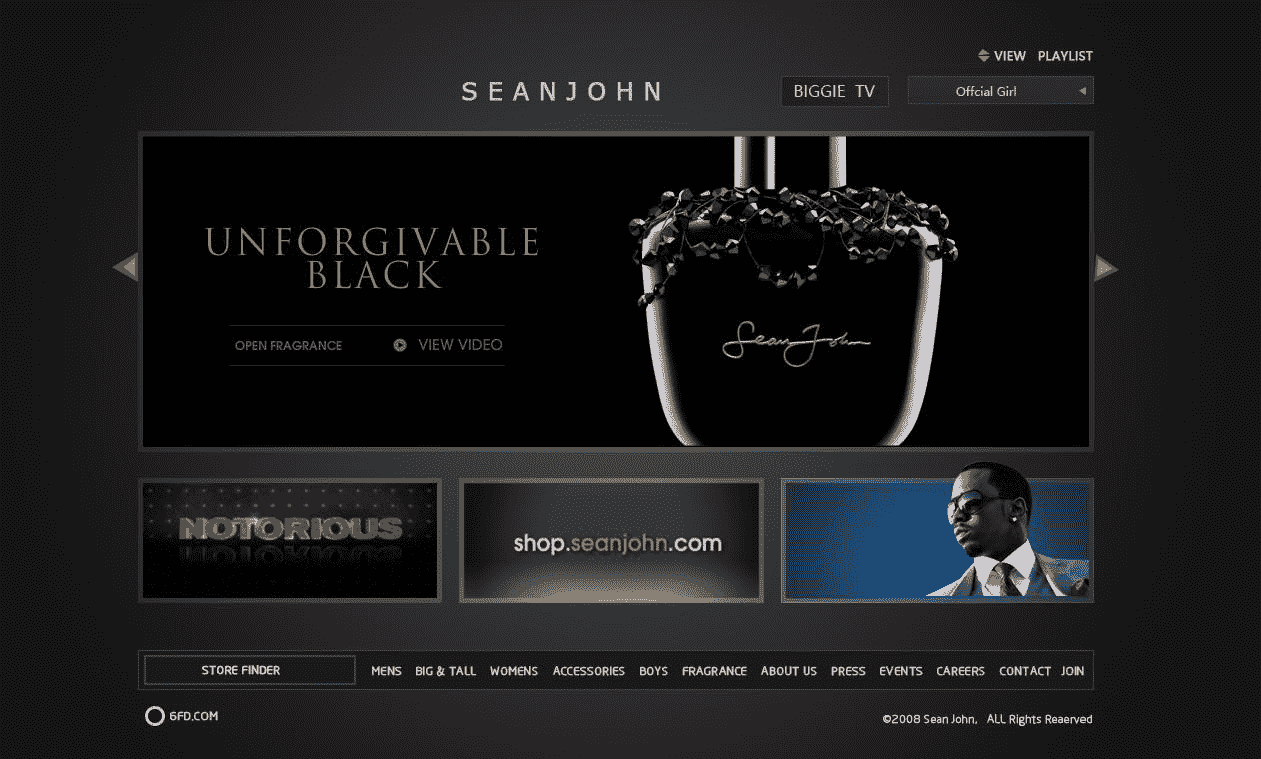 VIEW PLAYLIST
SEANJOHN
BIGGIE TV
Offcial Girl
UNFORGIVABLE
BLACK
OPEN FRAGRANCE
VIEW VIDEO
Sean John
NOTORIOUS
shop.seanjohn.com
STORE FINDER
MENS BIG & TALL WOMENS ACCESSORIES BOYS FRAGRANCE ABOUT US PRESS EVENTS CAREERS CONTACT JOIN
6FD.COM
©2008 Sean John, ALL Rights Reaerved